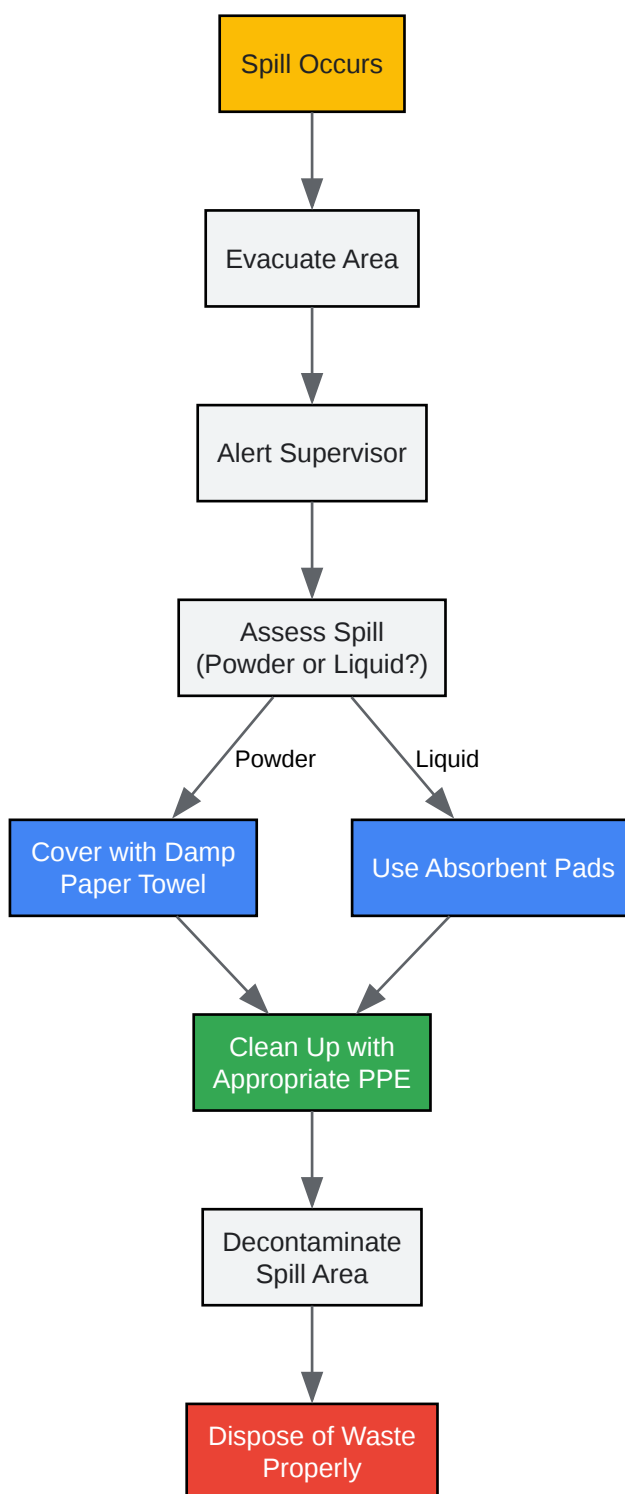 Spill Occurs
Evacuate Area
Alert Supervisor
Assess Spill
(Powder or Liquid?)
Powder
Liquid
Cover with Damp
Paper Towel
Use Absorbent Pads
Clean Up with
Appropriate PPE
Decontaminate
Spill Area
Dispose of Waste
Properly